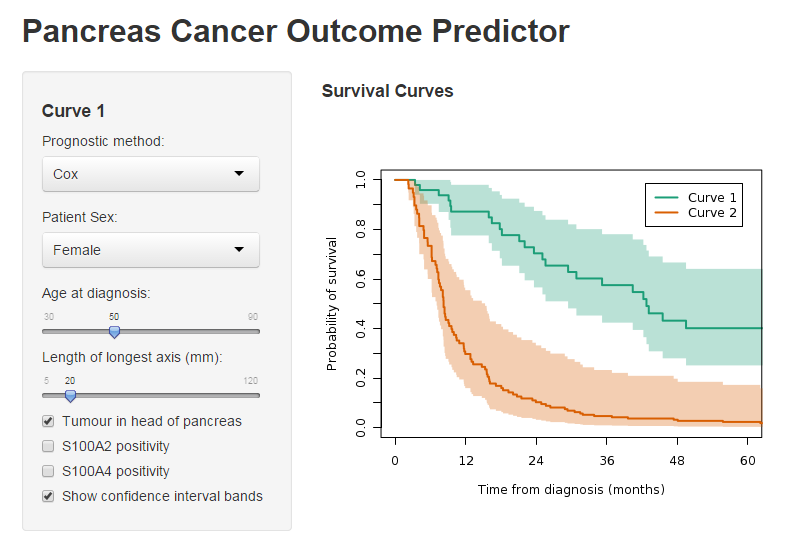 Pancreas Cancer Outcome Predictor
Curve 1
Prognostic method:
Cox
Patient Sex:
Female
Age at diagnosis:
30 50 90
Length of longest axis (mm):
5 20 120
Tumour in head of pancreas
S100A2 positivity
S100A4 positivity
Show confidence interval bands
Survival Curves
Curve 1
Curve 2
Probability of survival
1.0
0.8
0.6
0.4
0.2
0.0
0 12 24 36 48 60
Time from diagnosis (months)